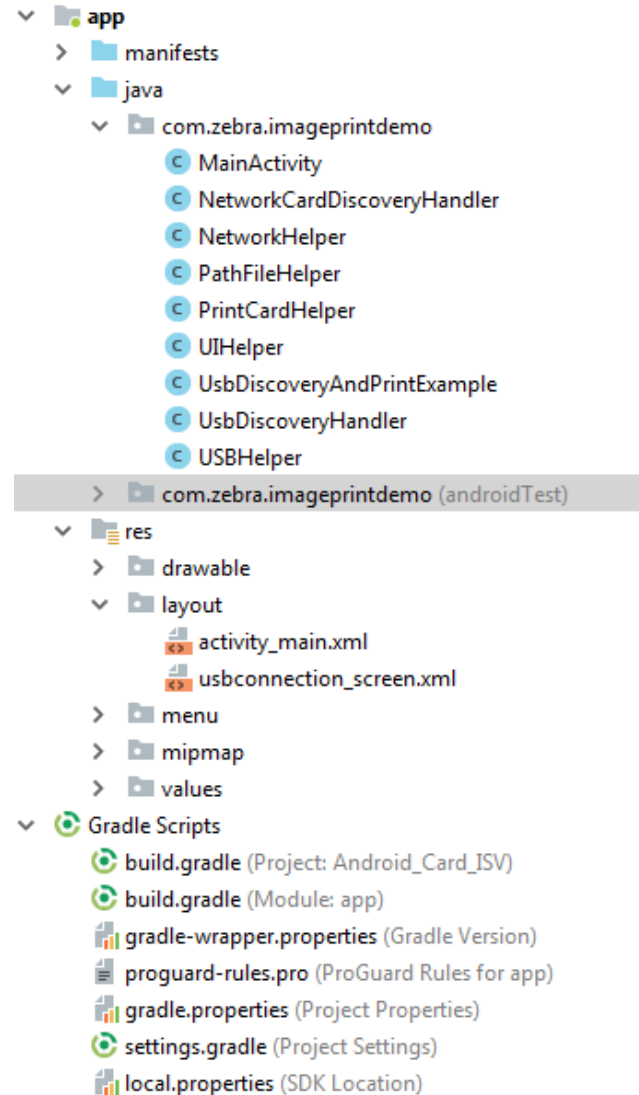 app
manifests
java
com.zebra.imageprintdemo
C MainActivity
C NetworkCardDiscoveryHandler
C NetworkHelper
C PathFileHelper
C PrintCardHelper
C UIHelper
C UsbDiscoveryAndPrintExample
C UsbDiscoveryHandler
C USBHelper
com.zebra.imageprintdemo (androidTest)
res
drawable
layout
activity_main.xml
usbconnection_screen.xml
menu
mipmap
values
Gradle Scripts
build.gradle (Project: Android_Card_ISV)
build.gradle (Module: app)
gradle-wrapper.properties (Gradle Version)
proguard-rules.pro (ProGuard Rules for app)
gradle.properties (Project Properties)
settings.gradle (Project Settings)
local.properties (SDK Location)